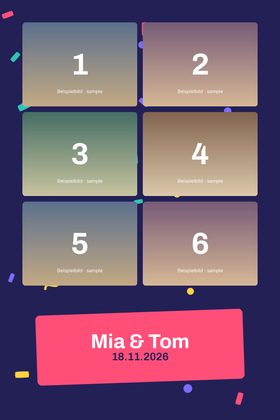 1
Beispielbild · sample
2
Beispielbild · sample
3
Beispielbild · sample
4
Beispielbild · sample
5
Beispielbild · sample
6
Beispielbild · sample
Mia & Tom
18.11.2026